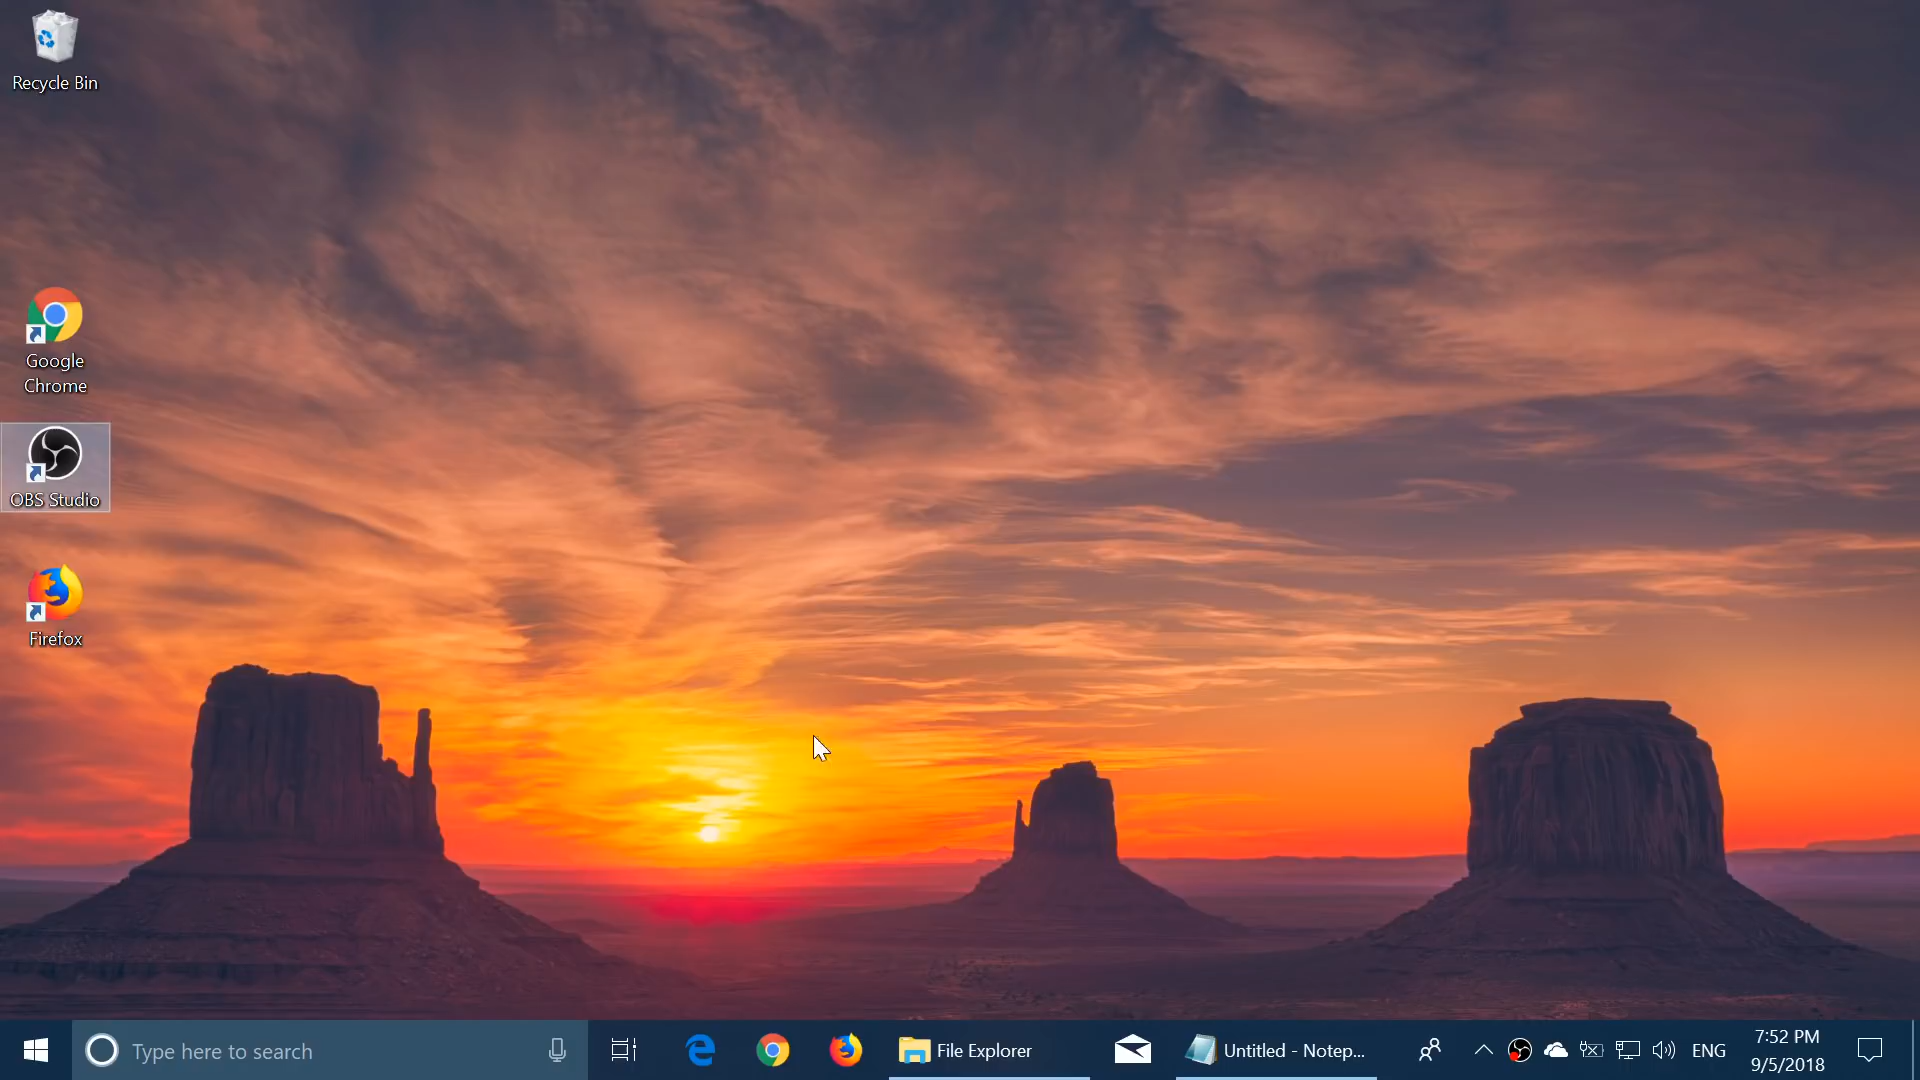 Recycle Bin
Google
Chrome
OBS Studio
Firefox
Type here to search
File Explorer
Untitled - Notep...
ENG
7:52 PM
9/5/2018